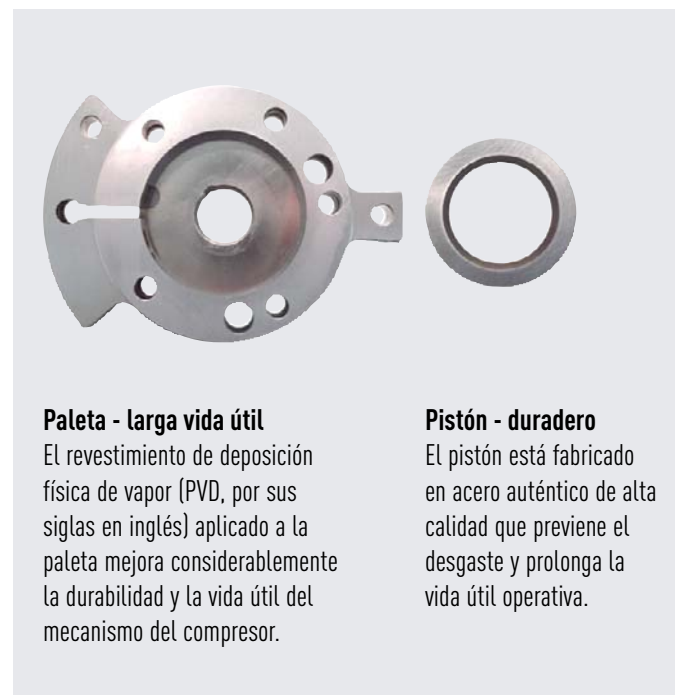 Paleta - larga vida útil
El revestimiento de deposición
física de vapor (PVD, por sus
siglas en inglés) aplicado a la
paleta mejora considerablemente
la durabilidad y la vida útil del
mecanismo del compresor.
Pistón - duradero
El pistón está fabricado
en acero auténtico de alta
calidad que previene el
desgaste y prolonga la
vida útil operativa.